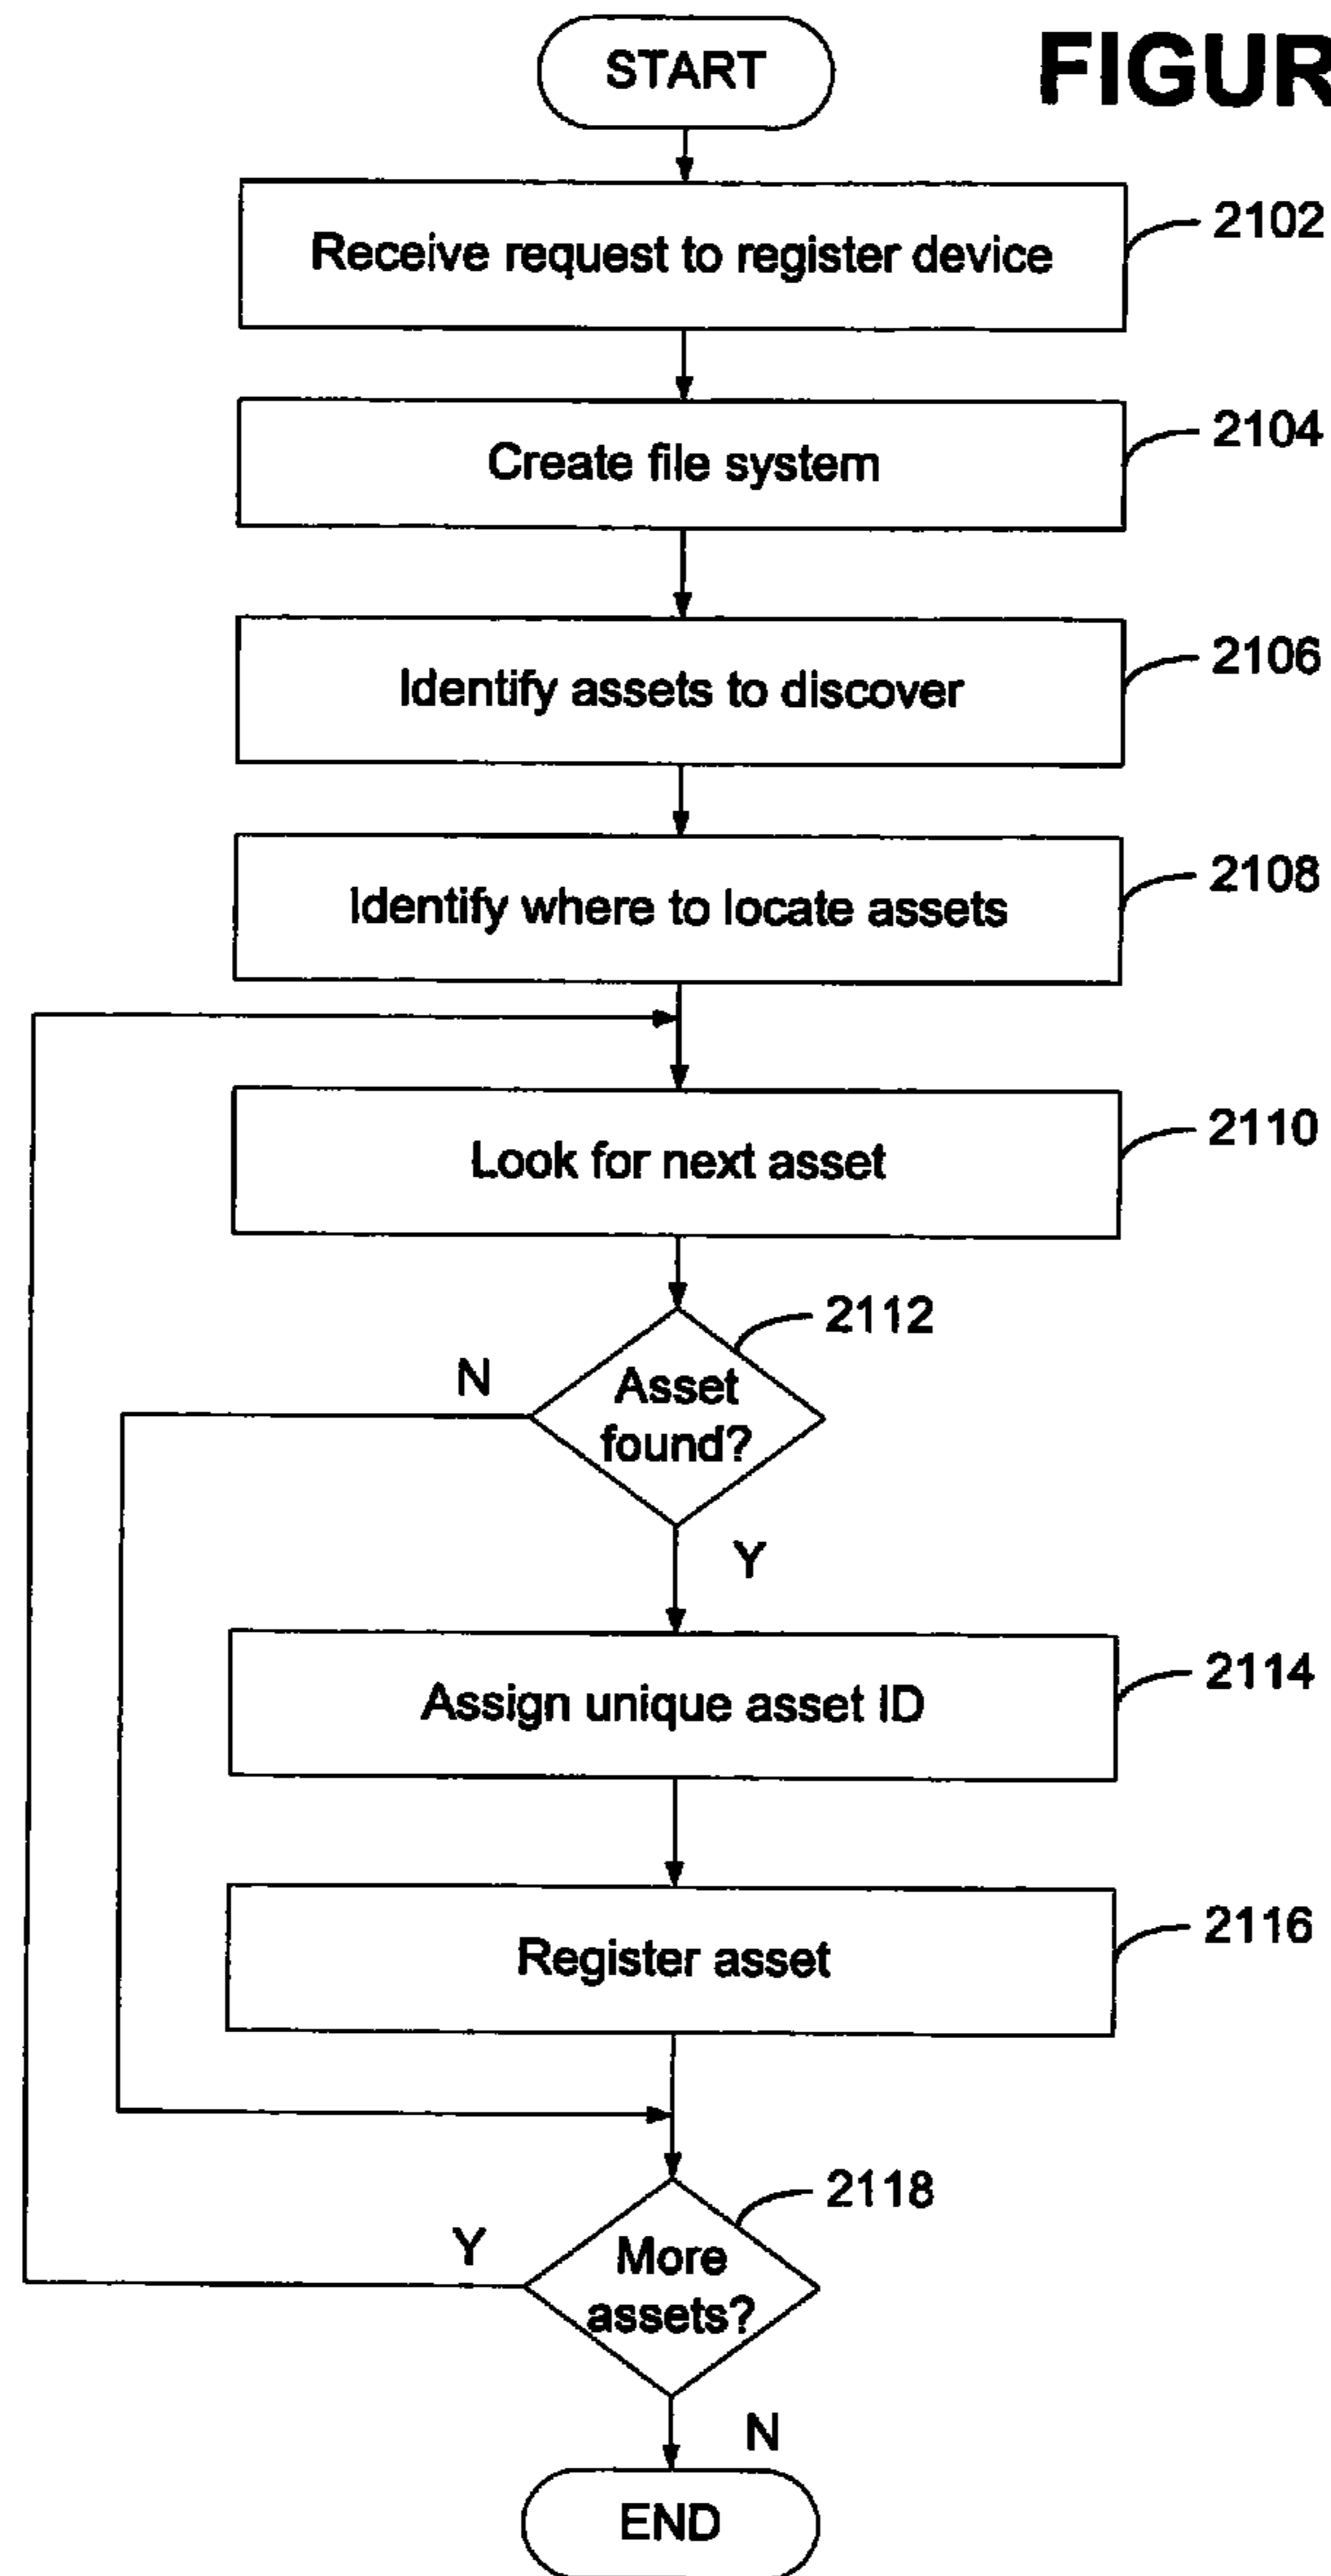 START
FIGUR
Receive request to register device
2102
Create file system
2104
Identify assets to discover
2106
Identify where to locate assets
2108
Look for next asset
2110
2112
N
Asset
found?
Y
Assign unique asset ID
2114
Register asset
2116
2118
Y
More
assets?
N
END